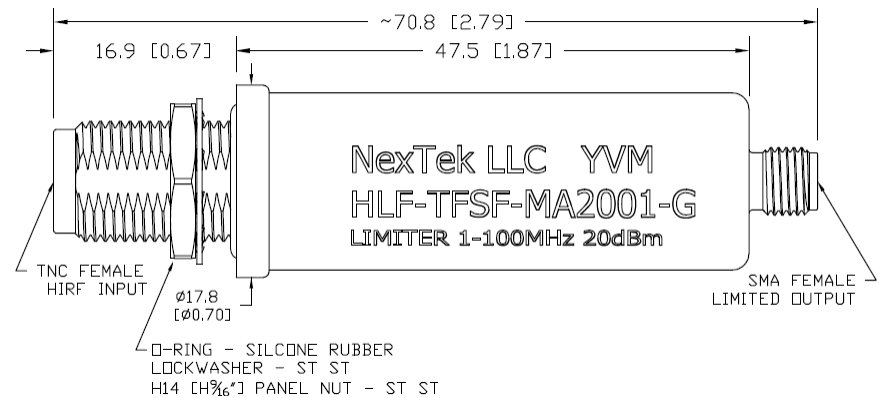 ~70.8 [2.79]
16.9 [0.67]
47.5 [1.87]
NexTek LLC YVM
HLF-TFSF-MA2001-G
LIMITER 1-100MHz 20dBm
TNC FEMALE
HIRF INPUT
SMA FEMALE
LIMITED OUTPUT
Ø17.8
[Ø0.70]
O-RING - SILCONE RUBBER
LOCKWASHER - ST ST
H14 [H9/16"] PANEL NUT - ST ST